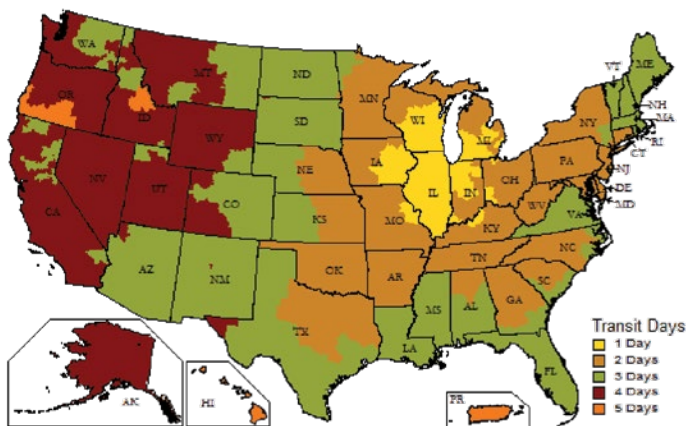 WA
MT
ND
MN
VT
ME
OR
ID
WY
SD
WI
MI
NY
NH
MA
RI
CT
NV
UT
CO
NE
IA
IL
IN
OH
PA
NJ
DE
MD
CA
KS
MO
KY
WV
VA
AZ
NM
OK
AR
TN
NC
SC
TX
LA
MS
AL
GA
FL
AK
HI
PR
Transit Days
1 Day
2 Days
3 Days
4 Days
5 Days